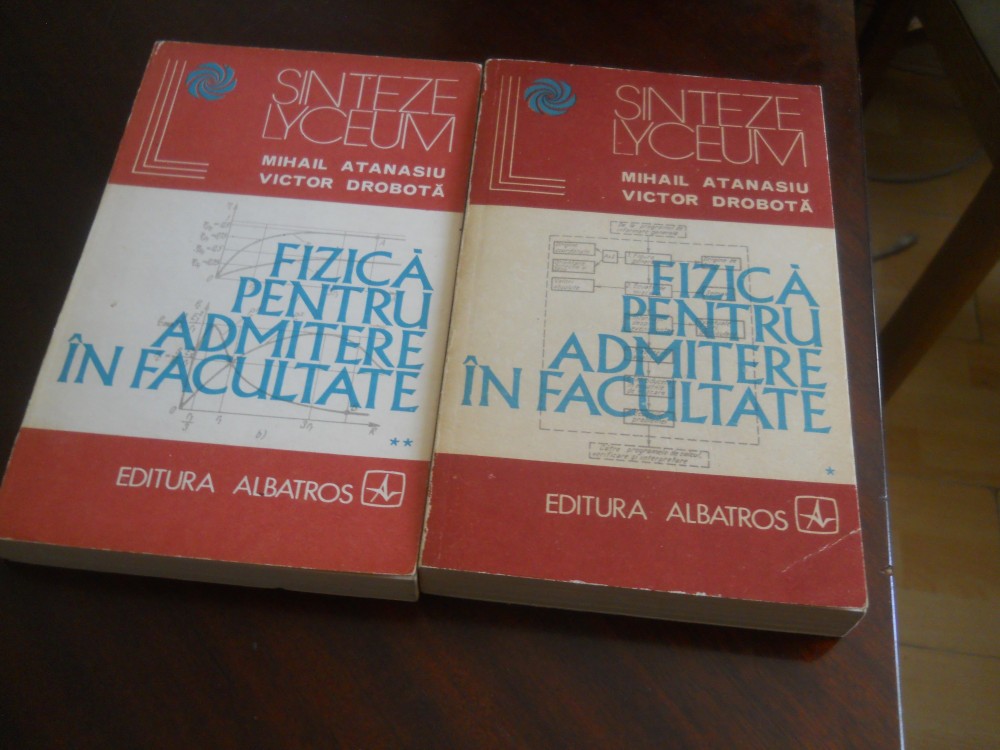 SINTEZE
LYCEUM
MIHAIL ATANASIU
VICTOR DROBOTĂ
FIZICĂ
PENTRU
ADMITERE
ÎN FACULTATE
**
EDITURA ALBATROS
SINTEZE
LYCEUM
MIHAIL ATANASIU
VICTOR DROBOTĂ
FIZICĂ
PENTRU
ADMITERE
ÎN FACULTATE
*
EDITURA ALBATROS